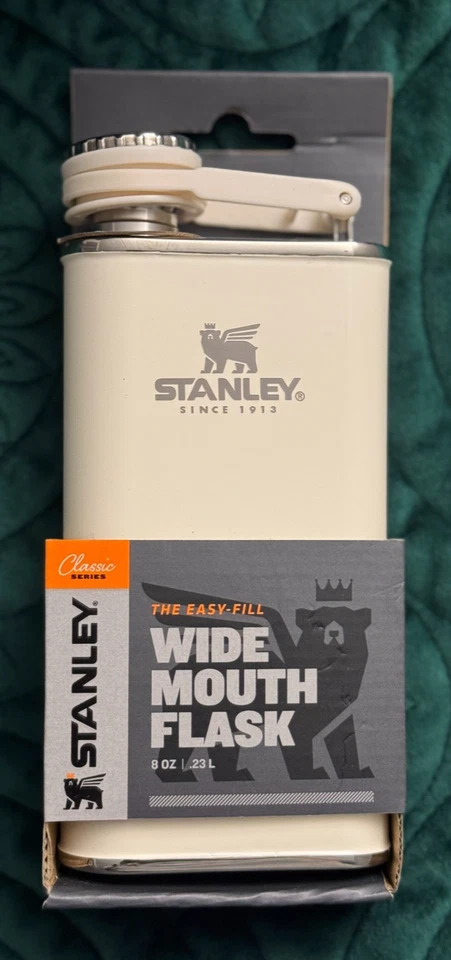 STANLEY®
SINCE 1913
Classic
SERIES
STANLEY®
THE EASY-FILL
WIDE
MOUTH
FLASK
8 OZ | .23 L